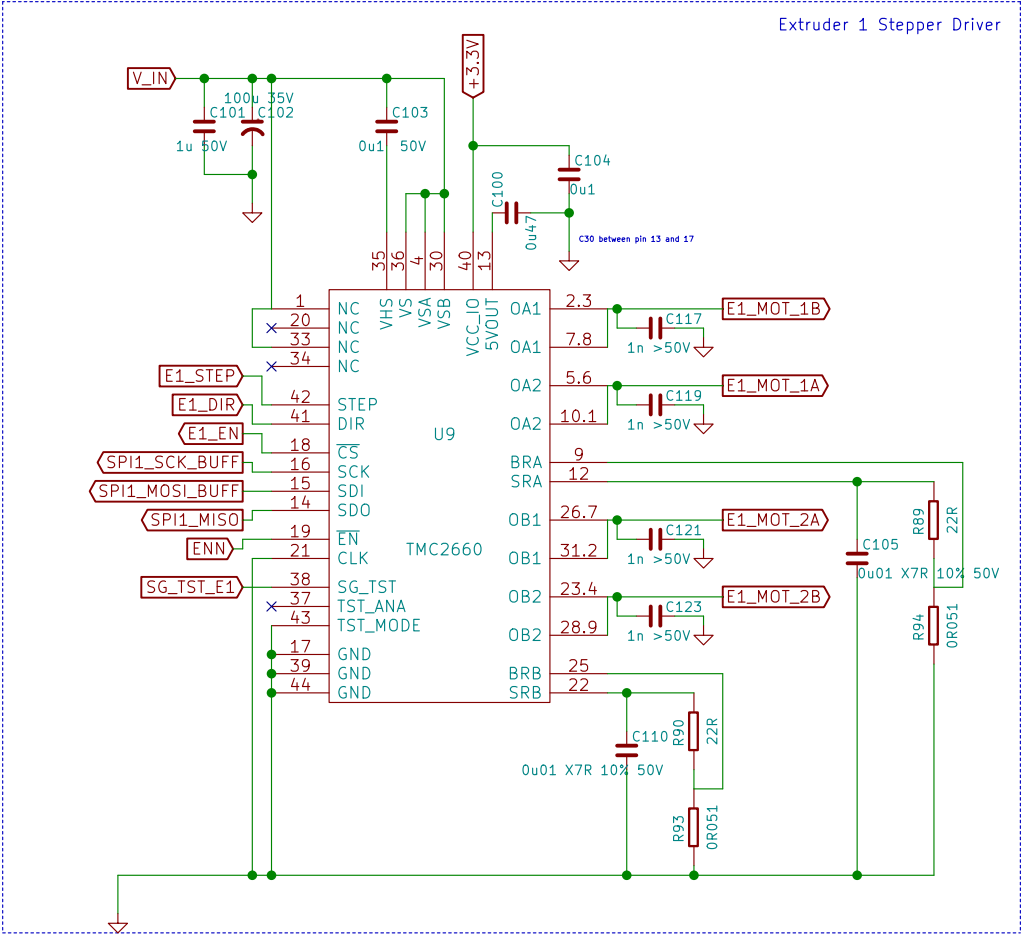 Extruder 1 Stepper Driver
V_IN
+3.3V
100u 35V
C101
C102
C103
1u 50V
0u1 50V
C104
0u1
C100
0u47
C30 between pin 13 and 17
35
36
4
30
40
13
VHS
VS
VSA
VSB
VCC_IO
5VOUT
1 NC
20 NC
33 NC
34 NC
E1_STEP
42 STEP
E1_DIR
41 DIR
E1_EN
18 CS
SPI1_SCK_BUFF
16 SCK
SPI1_MOSI_BUFF
15 SDI
SPI1_MISO
14 SDO
ENN
19 EN
21 CLK
SG_TST_E1
38 SG_TST
37 TST_ANA
43 TST_MODE
17 GND
39 GND
44 GND
U9
TMC2660
OA1 2.3
E1_MOT_1B
C117
1n >50V
OA1 7.8
OA2 5.6
E1_MOT_1A
C119
1n >50V
OA2 10.1
BRA 9
SRA 12
OB1 26.7
E1_MOT_2A
C121
1n >50V
OB1 31.2
OB2 23.4
E1_MOT_2B
C123
1n >50V
OB2 28.9
BRB 25
SRB 22
R89
22R
C105
0u01 X7R 10% 50V
R94
0R051
R90
22R
C110
0u01 X7R 10% 50V
R93
0R051